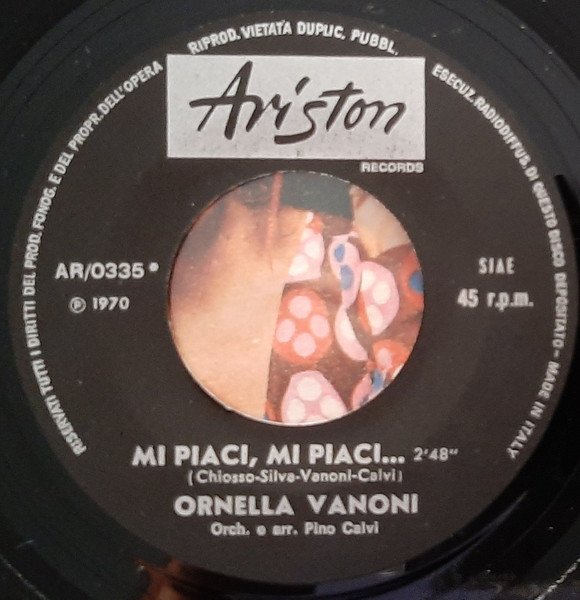 RISERVATI TUTTI I DIRITTI DEL PROD. FONOG. E DEL PROPR. DELL'OPERA
RIPROD. VIETATA DUPLIC. PUBBL.
ESECUZ. RADIODIFFUS. DI QUESTO DISCO DEPOSITATO - MADE IN ITALY
Ariston
RECORDS
AR/0335*
℗ 1970
SIAE
45 r.p.m.
MI PIACI, MI PIACI... 2'48"
(Chiosso-Silva-Vanoni-Calvi)
ORNELLA VANONI
Orch. e arr. Pino Calvi